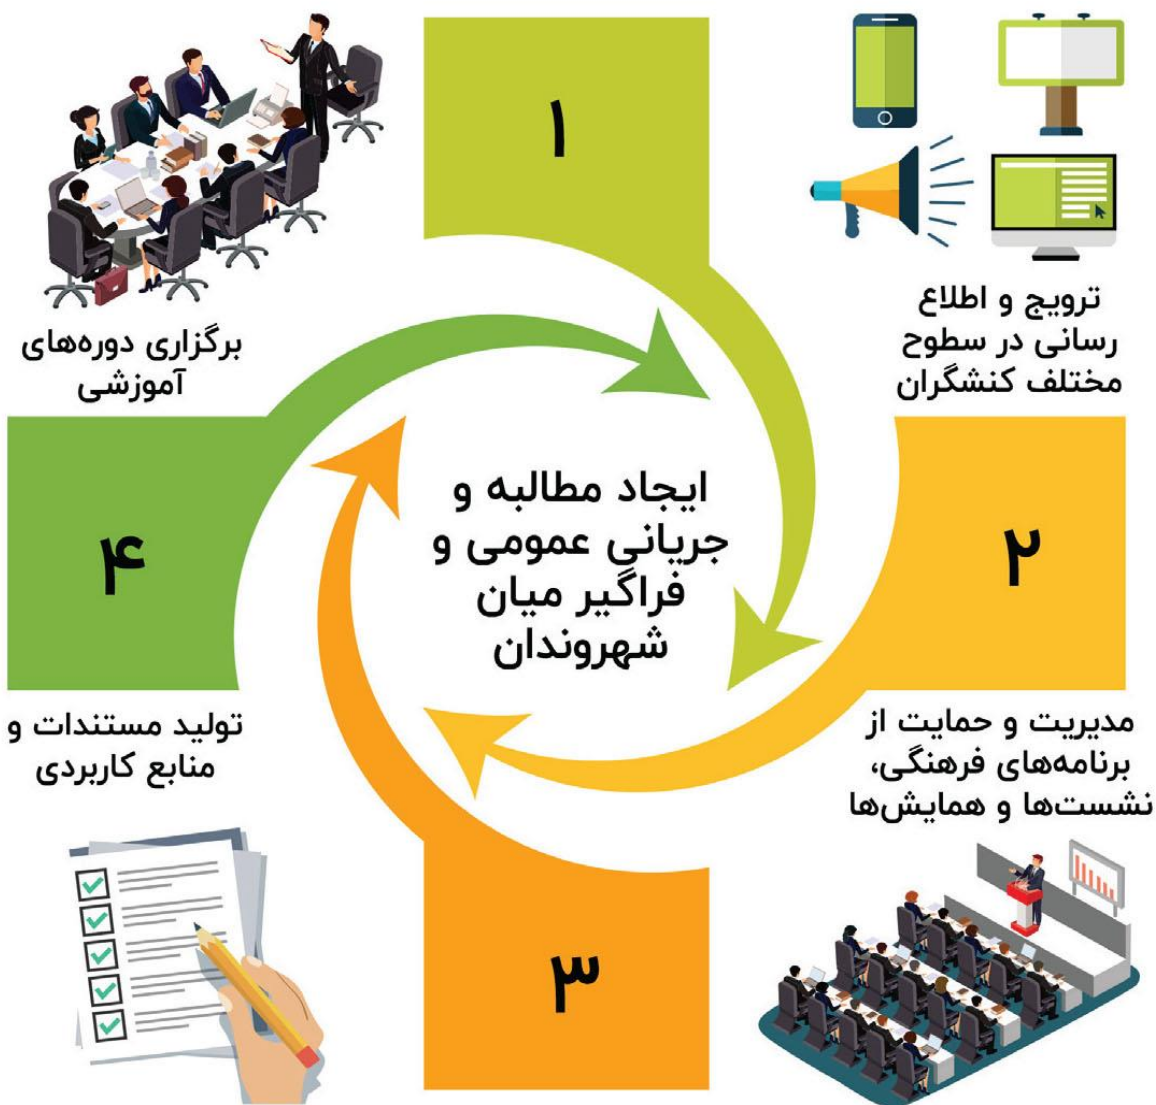 ۱
ترویج و اطلاع
رسانی در سطوح
مختلف کنشگران
۲
مدیریت و حمایت از
برنامه‌های فرهنگی،
نشست‌ها و همایش‌ها
۳
تولید مستندات و
منابع کاربردی
۴
برگزاری دوره‌های
آموزشی
ایجاد مطالبه و
جریانی عمومی و
فراگیر میان
شهروندان